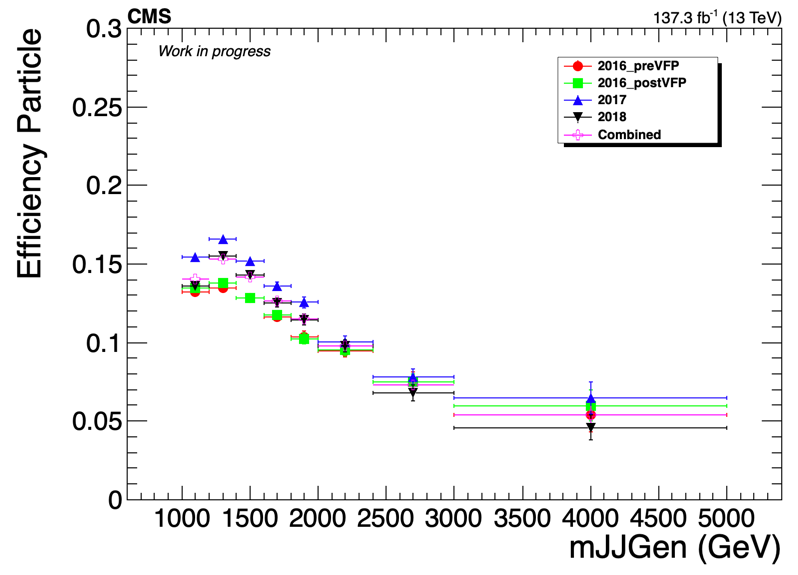 CMS
137.3 fb-1 (13 TeV)
Work in progress
Efficiency Particle
0.3
0.25
0.2
0.15
0.1
0.05
0
2016_preVFP
2016_postVFP
2017
2018
Combined
1000 1500 2000 2500 3000 3500 4000 4500 5000
mJJGen (GeV)